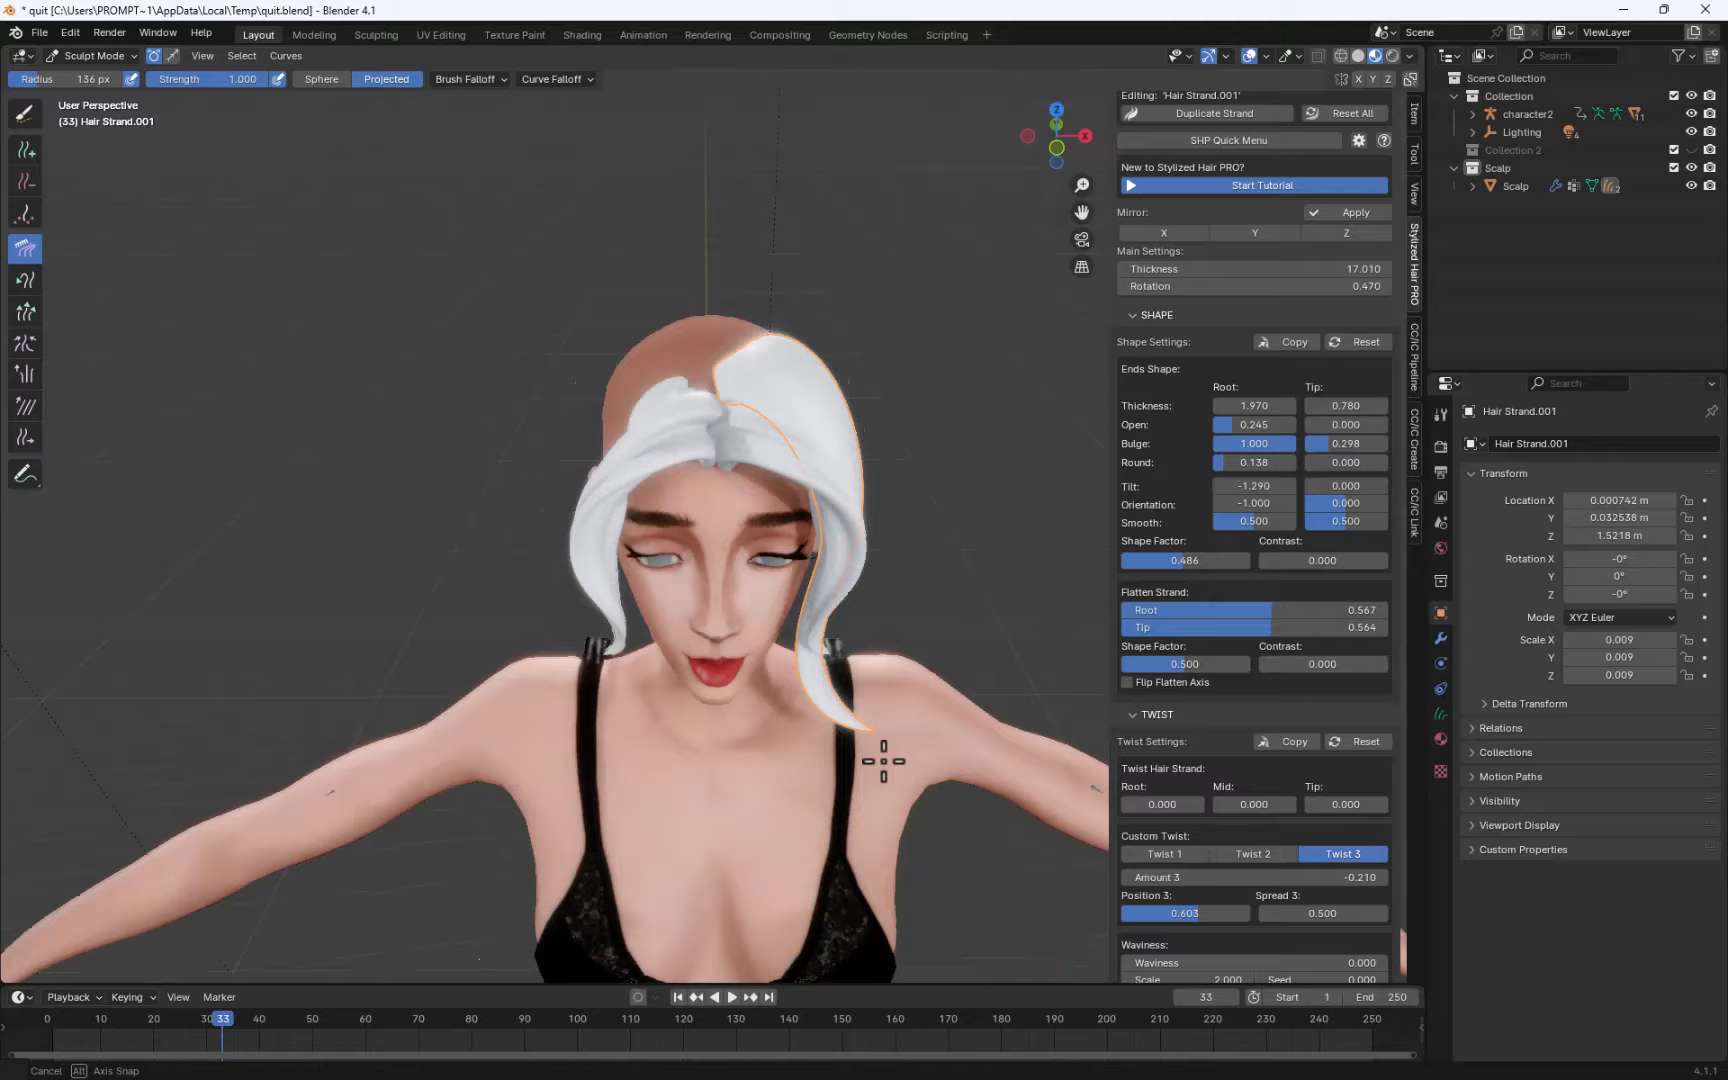 * quit [C:\Users\PROMPT~1\AppData\Local\Temp\quit.blend] - Blender 4.1
File Edit Render Window Help Layout Modeling Sculpting UV Editing Texture Paint Shading Animation Rendering Compositing Geometry Nodes Scripting + Scene ViewLayer
Sculpt Mode View Select Curves Search
Radius 136 px Strength 1.000 Sphere Projected Brush Falloff Curve Falloff X Y Z
User Perspective
(33) Hair Strand.001
Z
X
Editing: 'Hair Strand.001'
Duplicate Strand Reset All
SHP Quick Menu
New to Stylized Hair PRO?
Start Tutorial
Mirror: Apply
X Y Z
Main Settings:
Thickness 17.010
Rotation 0.470
SHAPE
Shape Settings: Copy Reset
Ends Shape:
Root: Tip:
Thickness: 1.970 0.780
Open: 0.245 0.000
Bulge: 1.000 0.298
Round: 0.138 0.000
Tilt: -1.290 0.000
Orientation: -1.000 0.000
Smooth: 0.500 0.500
Shape Factor: Contrast:
0.486 0.000
Flatten Strand:
Root 0.567
Tip 0.564
Shape Factor: Contrast:
0.500 0.000
Flip Flatten Axis
TWIST
Twist Settings: Copy Reset
Twist Hair Strand:
Root: Mid: Tip:
0.000 0.000 0.000
Custom Twist:
Twist 1 Twist 2 Twist 3
Amount 3 -0.210
Position 3: Spread 3:
0.603 0.500
Waviness:
Waviness 0.000
Scale 2.000 Seed 0.000
Item
Tool
View
Stylized Hair PRO
CC/iC Pipeline
CC/iC Create
CC/iC Link
Scene Collection
Collection
character2 11
Lighting 4
Collection 2
Scalp
Scalp 2
Search
Hair Strand.001
Hair Strand.001
Transform
Location X 0.000742 m
Y 0.032538 m
Z 1.5218 m
Rotation X -0°
Y 0°
Z -0°
Mode XYZ Euler
Scale X 0.009
Y 0.009
Z 0.009
Delta Transform
Relations
Collections
Motion Paths
Visibility
Viewport Display
Custom Properties
Playback Keying View Marker 33 Start 1 End 250
0 10 20 30 33 40 50 60 70 80 90 100 110 120 130 140 150 160 170 180 190 200 210 220 230 240 250
Cancel Alt Axis Snap 4.1.1